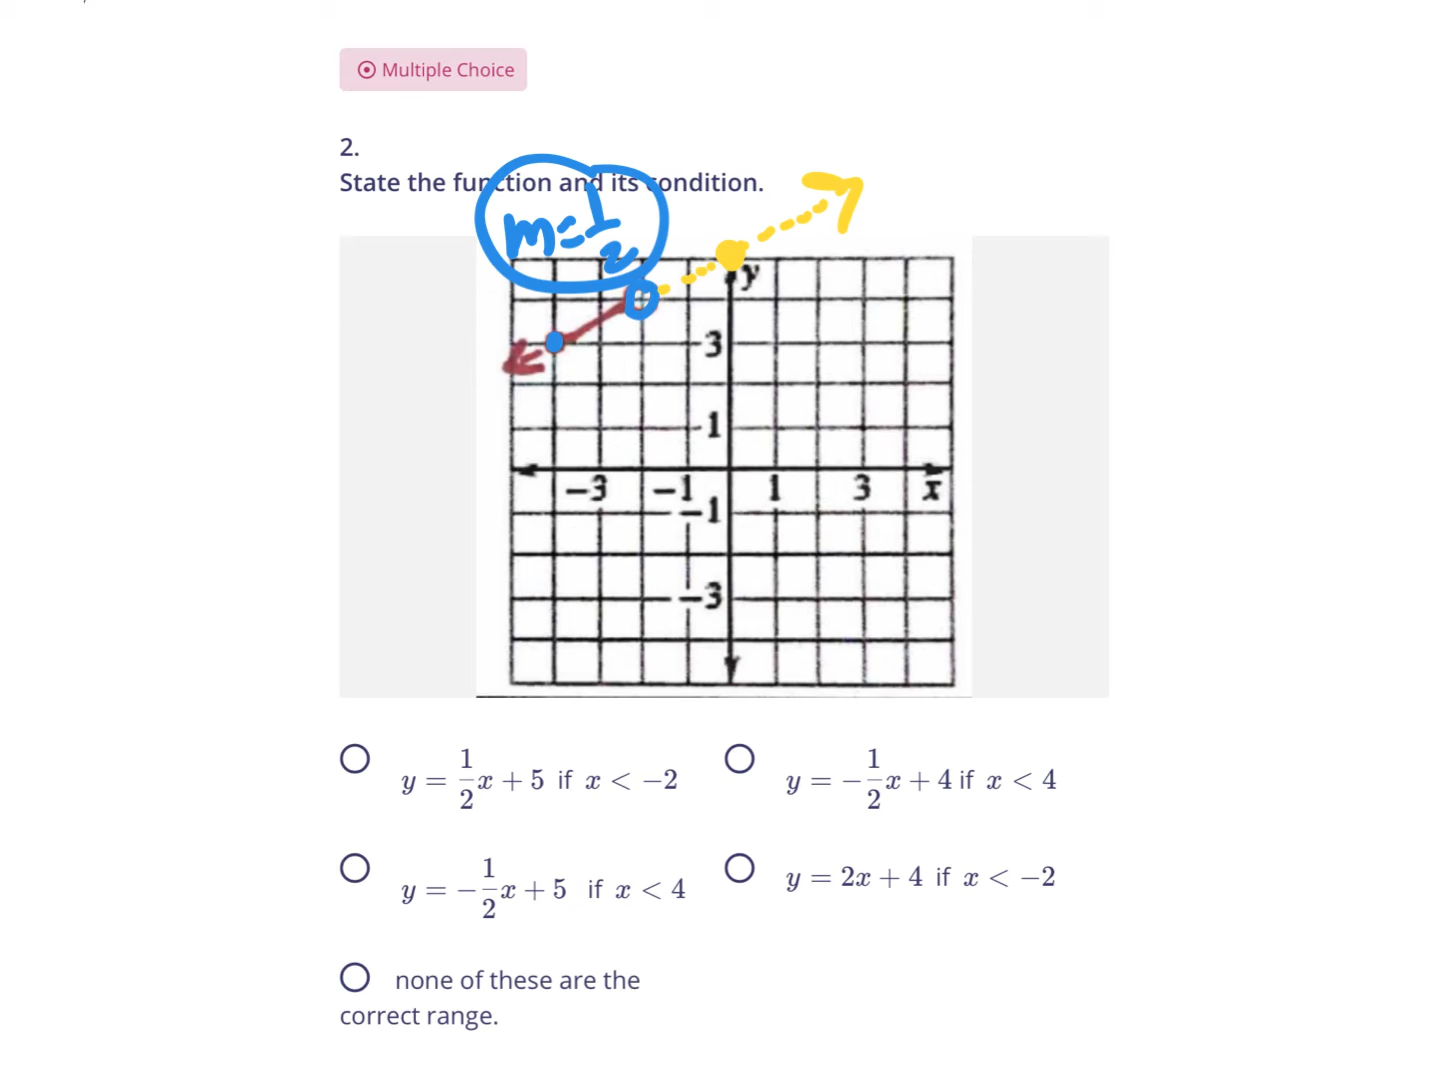 Multiple Choice
2.
State the function and its condition.
m=1/2
y
3
1
−3 −1 1 3 x
−1
−3
y = 1/2x + 5 if x < −2
y = −1/2x + 4 if x < 4
y = −1/2x + 5 if x < 4
y = 2x + 4 if x < −2
none of these are the
correct range.